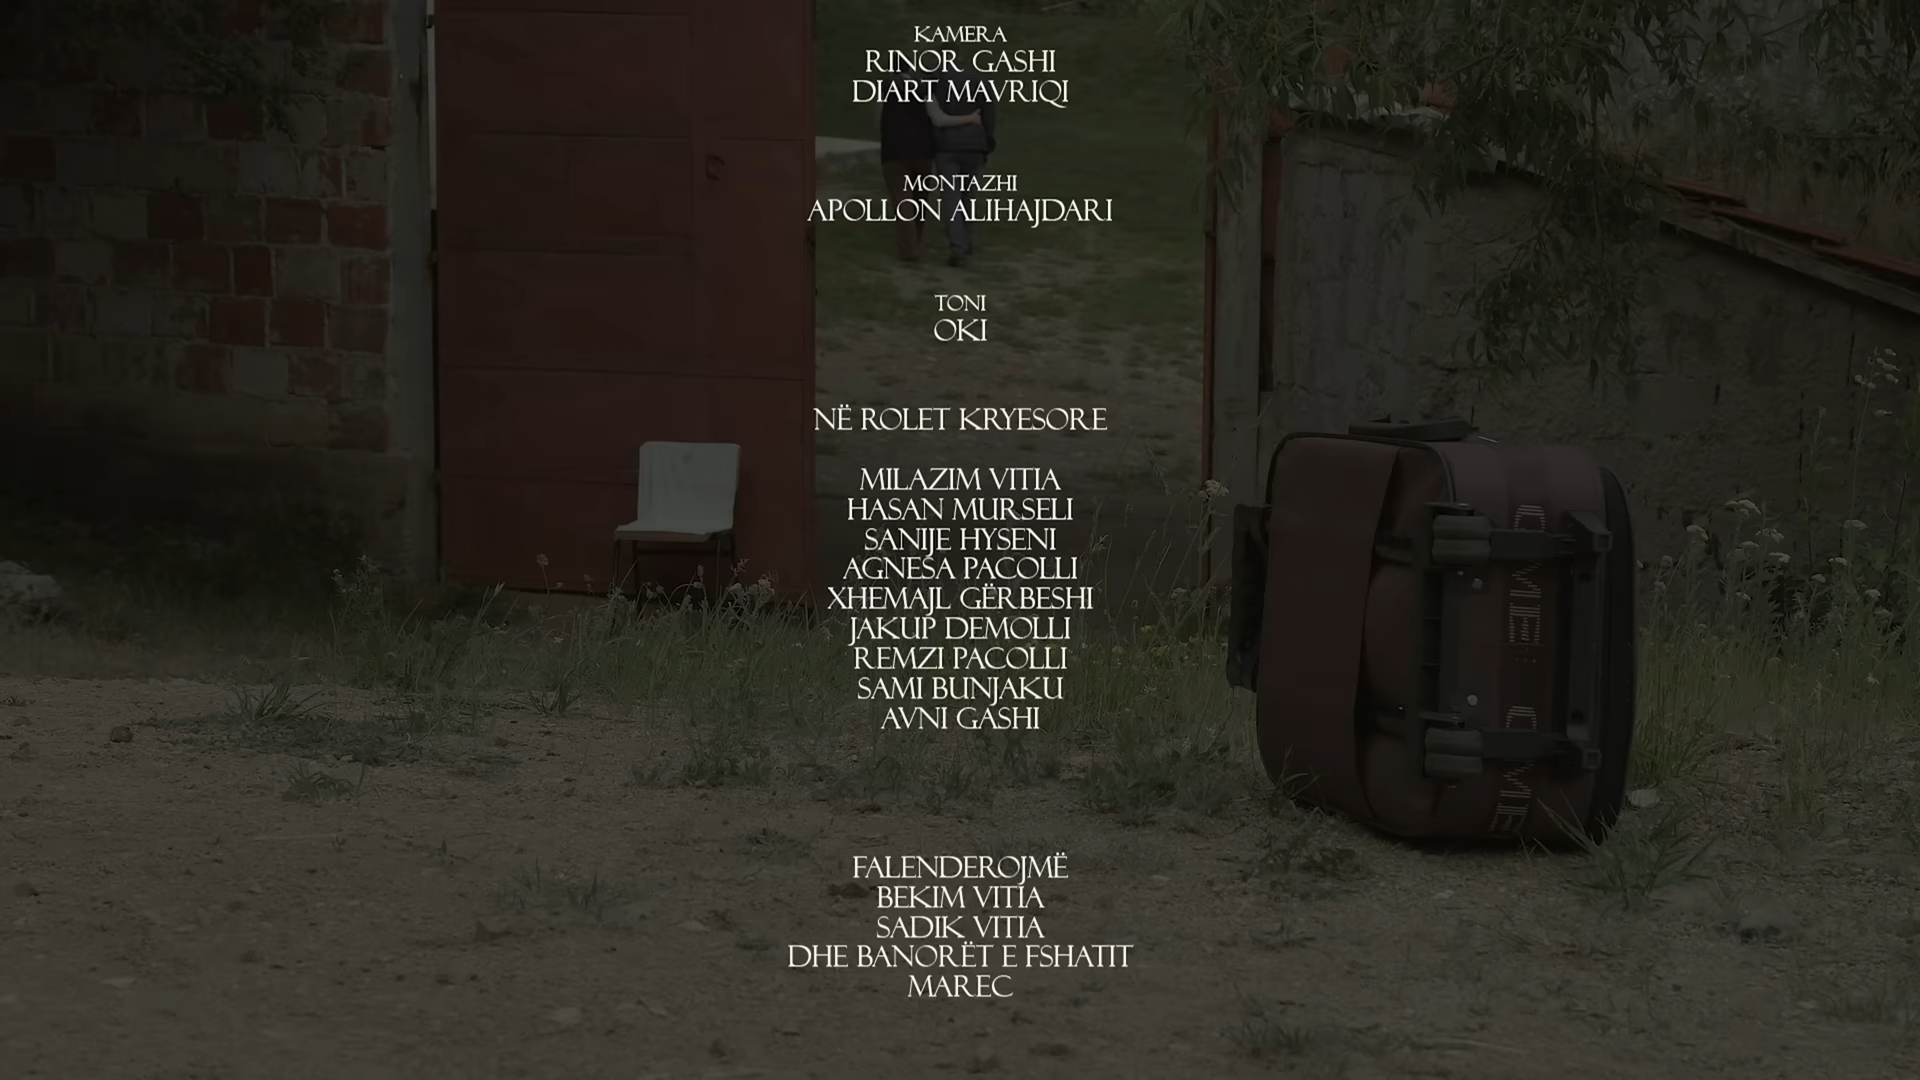 KAMERA
RINOR GASHI
DIART MAVRIQI
MONTAZHI
APOLLON ALIHAJDARI
TONI
OKI
NË ROLET KRYESORE
MILAZIM VITIA
HASAN MURSELI
SANIJE HYSENI
AGNESA PACOLLI
XHEMAJL GËRBESHI
JAKUP DEMOLLI
REMZI PACOLLI
SAMI BUNJAKU
AVNI GASHI
FALENDEROJMË
BEKIM VITIA
SADIK VITIA
DHE BANORËT E FSHATIT
MAREC